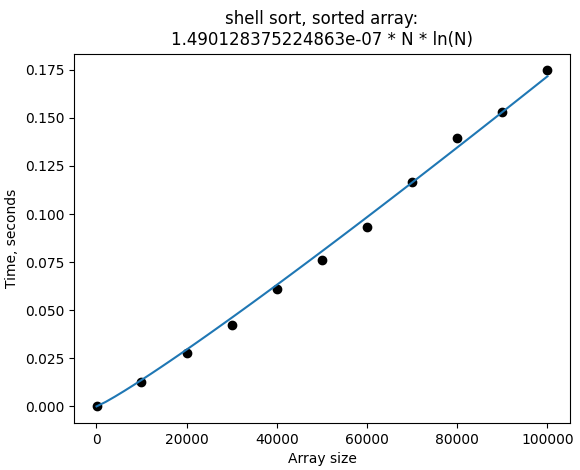 shell sort, sorted array:
1.490128375224863e-07 * N * ln(N)
0.175
0.150
0.125
0.100
0.075
0.050
0.025
0.000
Time, seconds
0 20000 40000 60000 80000 100000
Array size